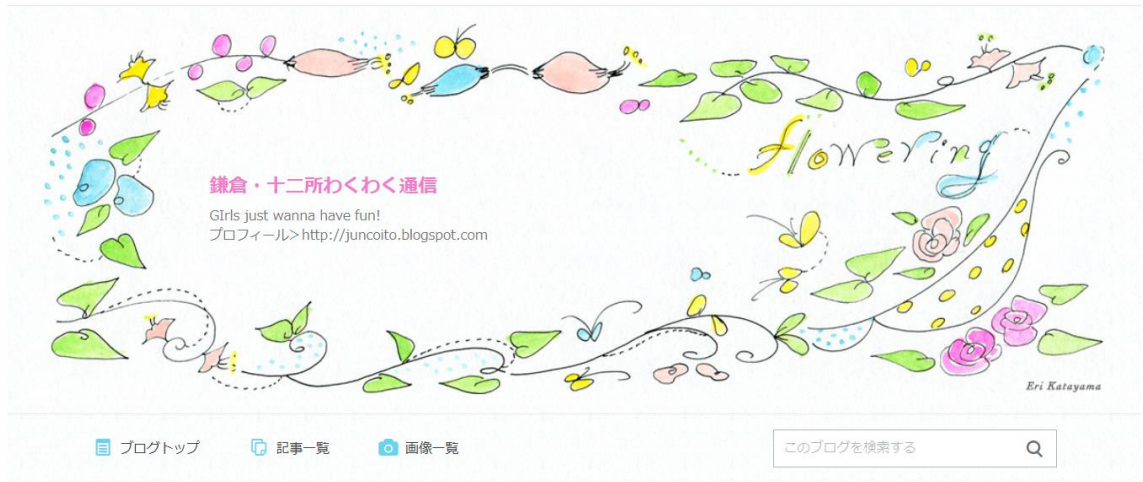 flowering
鎌倉・十二所わくわく通信
GIrls just wanna have fun!
プロフィール＞http://juncoito.blogspot.com
Eri Katayama
ブログトップ
記事一覧
画像一覧
このブログを検索する